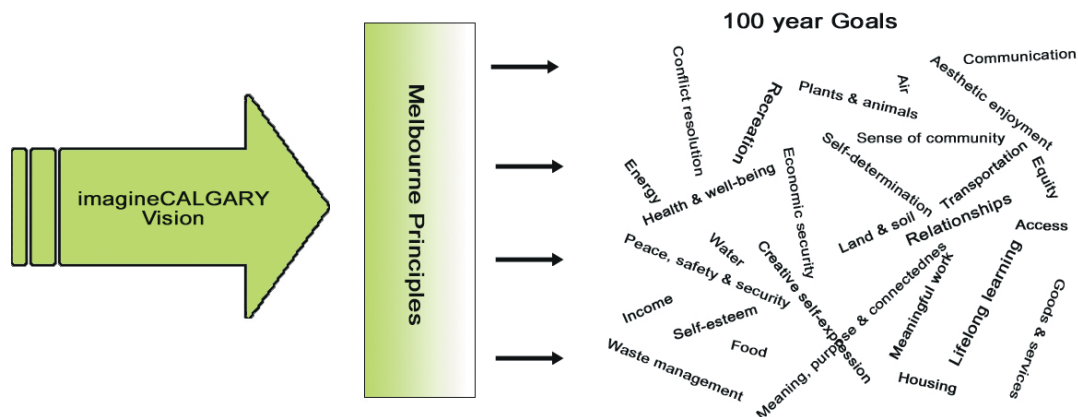 100 year Goals
imagineCALGARY
Vision
Melbourne Principles
Communication
Conflict resolution
Recreation
Plants & animals
Air
Aesthetic enjoyment
Sense of community
Self-determination
Transportation
Equity
Energy
Health & well-being
Economic security
Land & soil
Relationships
Access
Peace, safety & security
Water
Creative self-expression
Meaning, purpose & connectednes
Meaningful work
Lifelong learning
Goods & services
Income
Self-esteem
Food
Waste management
Housing